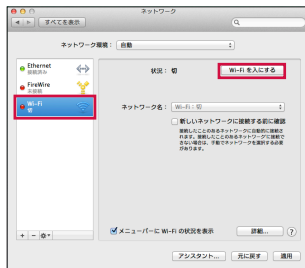 ネットワーク
すべてを表示
ネットワーク環境： 自動
Ethernet
接続済み
FireWire
未接続
Wi-Fi
切
状況： 切
Wi-Fi を入にする
ネットワーク名： Wi-Fi：切
新しいネットワークに接続する前に確認
接続したことのあるネットワークに自動的に接続さ
れます。接続したことのあるネットワークに接続で
きない場合は、手動でネットワークを選択する必要
があります。
+ −
メニューバーに Wi-Fi の状況を表示
詳細...
?
アシスタント...
元に戻す
適用